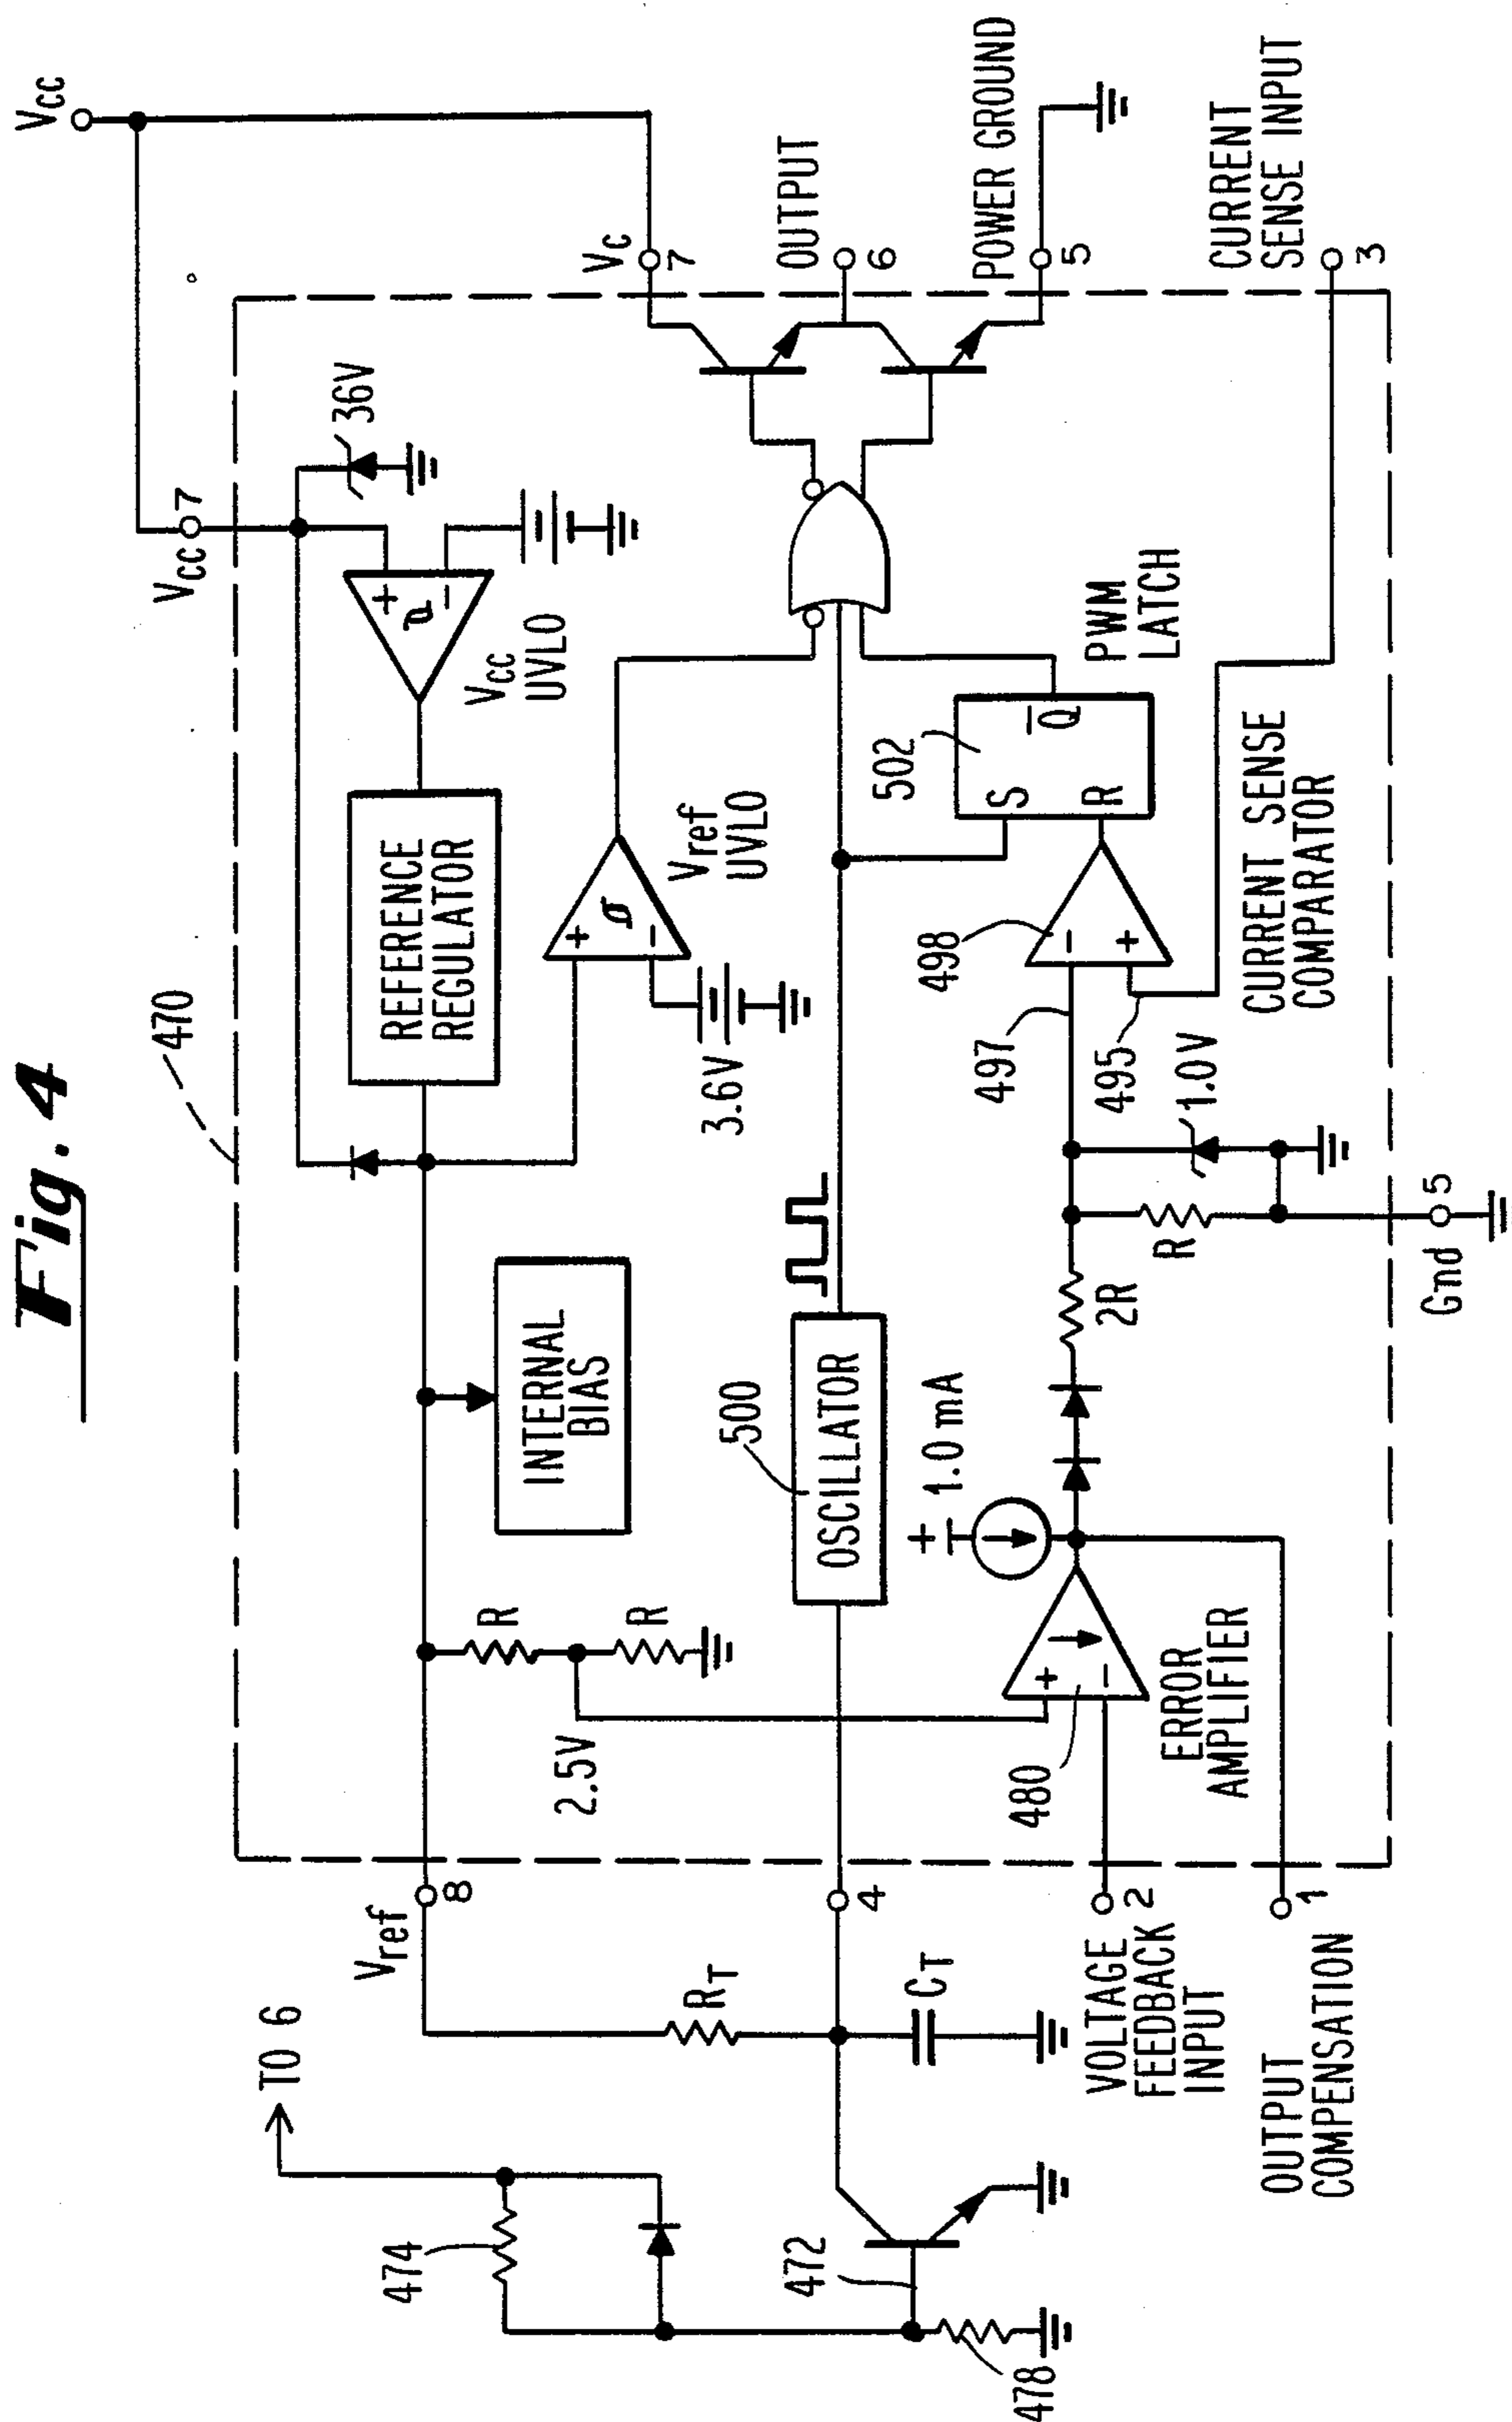 Fig. 4
470
TO 6
Vref
8
474
472
478
RT
CT
4
VOLTAGE
FEEDBACK
INPUT
2
OUTPUT
COMPENSATION
1
2.5V
R
R
INTERNAL
BIAS
REFERENCE
REGULATOR
Vcc
UVLO
36V
Vcc 7
Vcc
Vref
UVLO
3.6V
500
OSCILLATOR
480
ERROR
AMPLIFIER
1.0 mA
2R
R
1.0V
Gnd 5
497
495
498
CURRENT SENSE
COMPARATOR
502
S
R
Q
PWM
LATCH
Vc
7
OUTPUT
6
POWER GROUND
5
CURRENT
SENSE INPUT
3